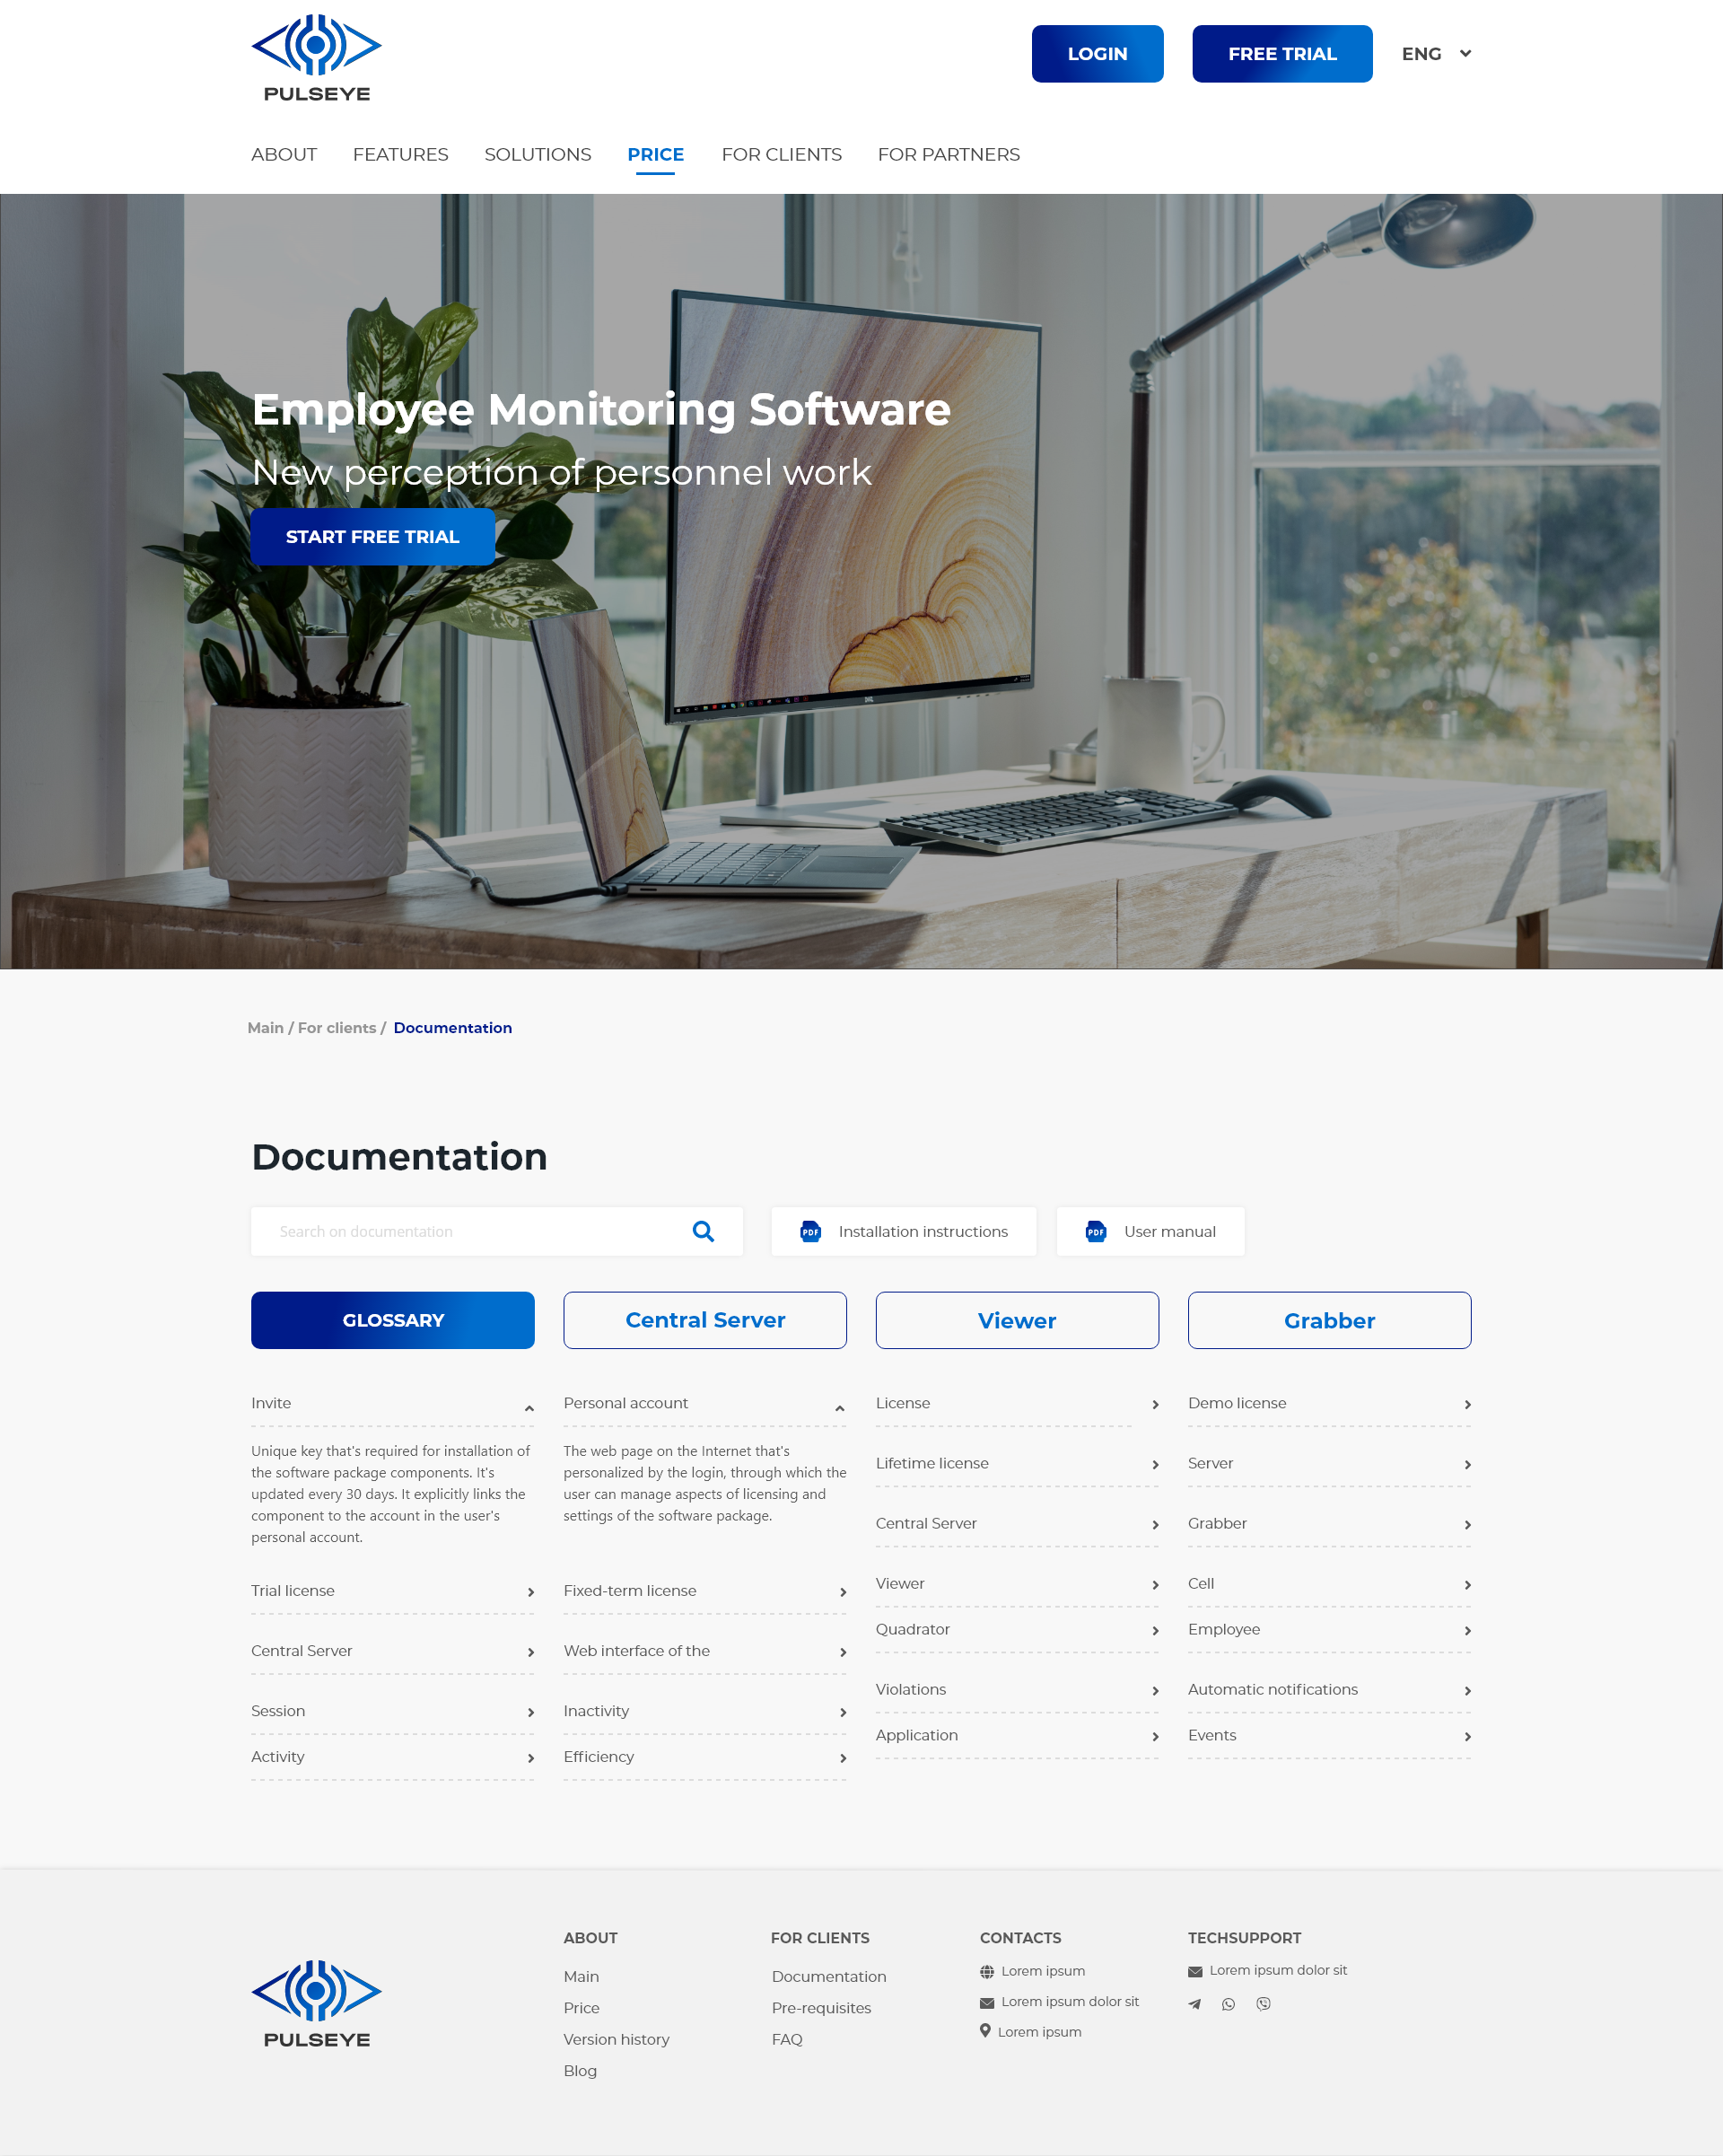 PULSEYE
LOGIN
FREE TRIAL
ENG
ABOUT
FEATURES
SOLUTIONS
PRICE
FOR CLIENTS
FOR PARTNERS
Employee Monitoring Software
New perception of personnel work
START FREE TRIAL
Main / For clients / Documentation
Documentation
Search on documentation
PDF
Installation instructions
PDF
User manual
GLOSSARY
Central Server
Viewer
Grabber
Invite
Unique key that's required for installation of
the software package components. It's
updated every 30 days. It explicitly links the
component to the account in the user's
personal account.
Trial license
Central Server
Session
Activity
Personal account
The web page on the Internet that's
personalized by the login, through which the
user can manage aspects of licensing and
settings of the software package.
Fixed-term license
Web interface of the
Inactivity
Efficiency
License
Lifetime license
Central Server
Viewer
Quadrator
Violations
Application
Demo license
Server
Grabber
Cell
Employee
Automatic notifications
Events
PULSEYE
ABOUT
Main
Price
Version history
Blog
FOR CLIENTS
Documentation
Pre-requisites
FAQ
CONTACTS
Lorem ipsum
Lorem ipsum dolor sit
Lorem ipsum
TECHSUPPORT
Lorem ipsum dolor sit